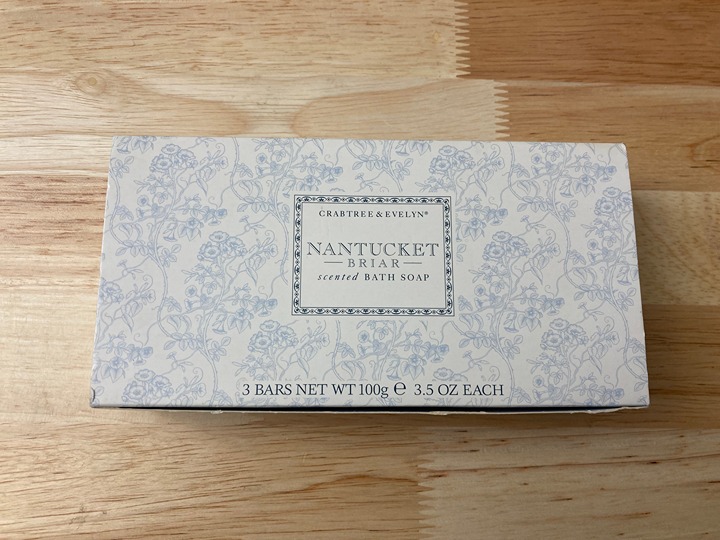 CRABTREE & EVELYN®
NANTUCKET
BRIAR
scented BATH SOAP
3 BARS NET WT 100g ℮ 3.5 OZ EACH